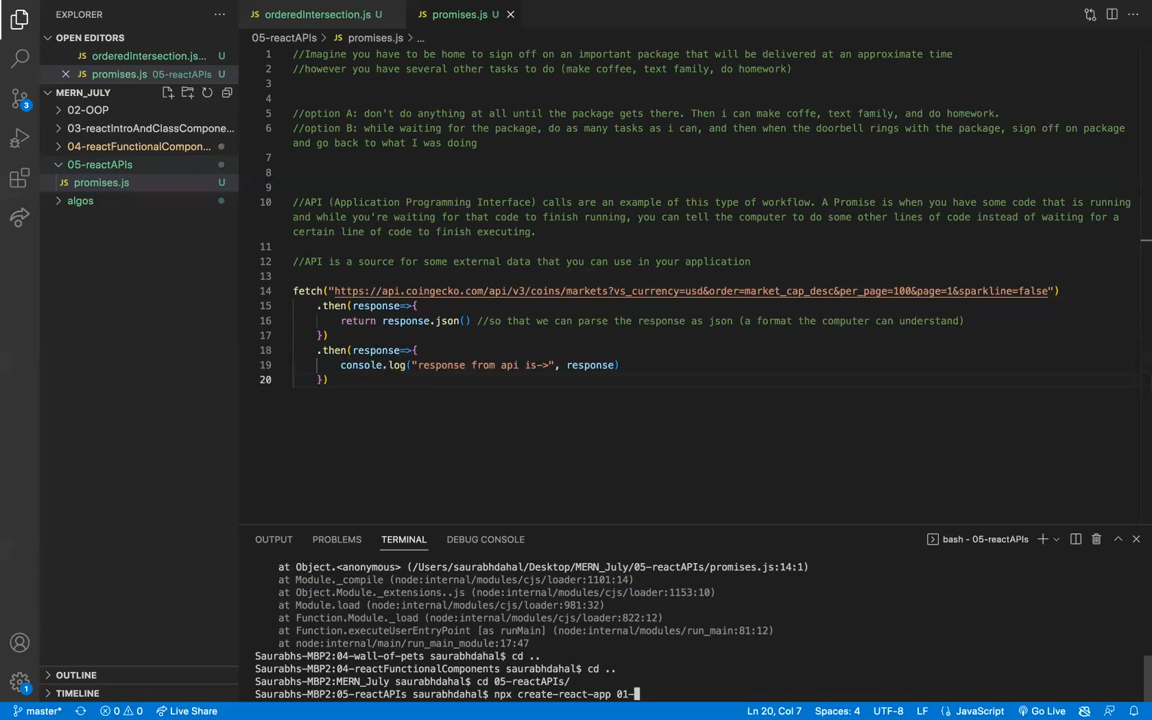 EXPLORER
···
OPEN EDITORS
orderedIntersection.js... U
promises.js 05-reactAPIs U
MERN_JULY
02-OOP
03-reactIntroAndClassCompone...
04-reactFunctionalCompon...
05-reactAPIs
JS promises.js U
algos
OUTLINE
TIMELINE
JS orderedIntersection.js U
JS promises.js U
05-reactAPIs > JS promises.js > ...
1 //Imagine you have to be home to sign off on an important package that will be delivered at an approximate time
2 //however you have several other tasks to do (make coffee, text family, do homework)
3
4
5 //option A: don't do anything at all until the package gets there. Then i can make coffe, text family, and do homework.
6 //option B: while waiting for the package, do as many tasks as i can, and then when the doorbell rings with the package, sign off on package
and go back to what I was doing
7
8
9
10 //API (Application Programming Interface) calls are an example of this type of workflow. A Promise is when you have some code that is running
and while you're waiting for that code to finish running, you can tell the computer to do some other lines of code instead of waiting for a
certain line of code to finish executing.
11
12 //API is a source for some external data that you can use in your application
13
14 fetch("https://api.coingecko.com/api/v3/coins/markets?vs_currency=usd&order=market_cap_desc&per_page=100&page=1&sparkline=false")
15 .then(response=>{
16 return response.json() //so that we can parse the response as json (a format the computer can understand)
17 })
18 .then(response=>{
19 console.log("response from api is->", response)
20 })
OUTPUT PROBLEMS TERMINAL DEBUG CONSOLE
bash - 05-reactAPIs
at Object.<anonymous> (/Users/saurabhdahal/Desktop/MERN_July/05-reactAPIs/promises.js:14:1)
at Module._compile (node:internal/modules/cjs/loader:1101:14)
at Object.Module._extensions..js (node:internal/modules/cjs/loader:1153:10)
at Module.load (node:internal/modules/cjs/loader:981:32)
at Function.Module._load (node:internal/modules/cjs/loader:822:12)
at Function.executeUserEntryPoint [as runMain] (node:internal/modules/run_main:81:12)
at node:internal/main/run_main_module:17:47
Saurabhs-MBP2:04-wall-of-pets saurabhdahal$ cd ..
Saurabhs-MBP2:04-reactFunctionalComponents saurabhdahal$ cd ..
Saurabhs-MBP2:MERN_July saurabhdahal$ cd 05-reactAPIs/
Saurabhs-MBP2:05-reactAPIs saurabhdahal$ npx create-react-app 01-
3
1
master* 0 0 Live Share Ln 20, Col 7 Spaces: 4 UTF-8 LF JavaScript Go Live